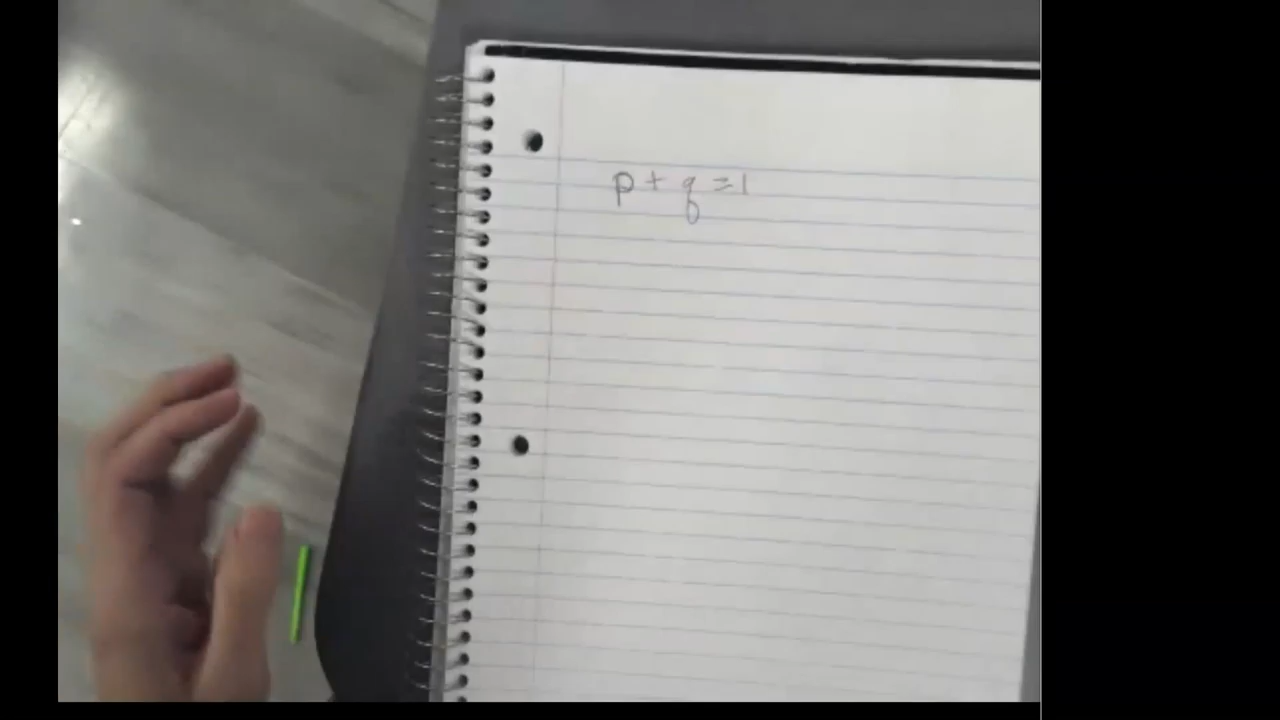 p + q = 1